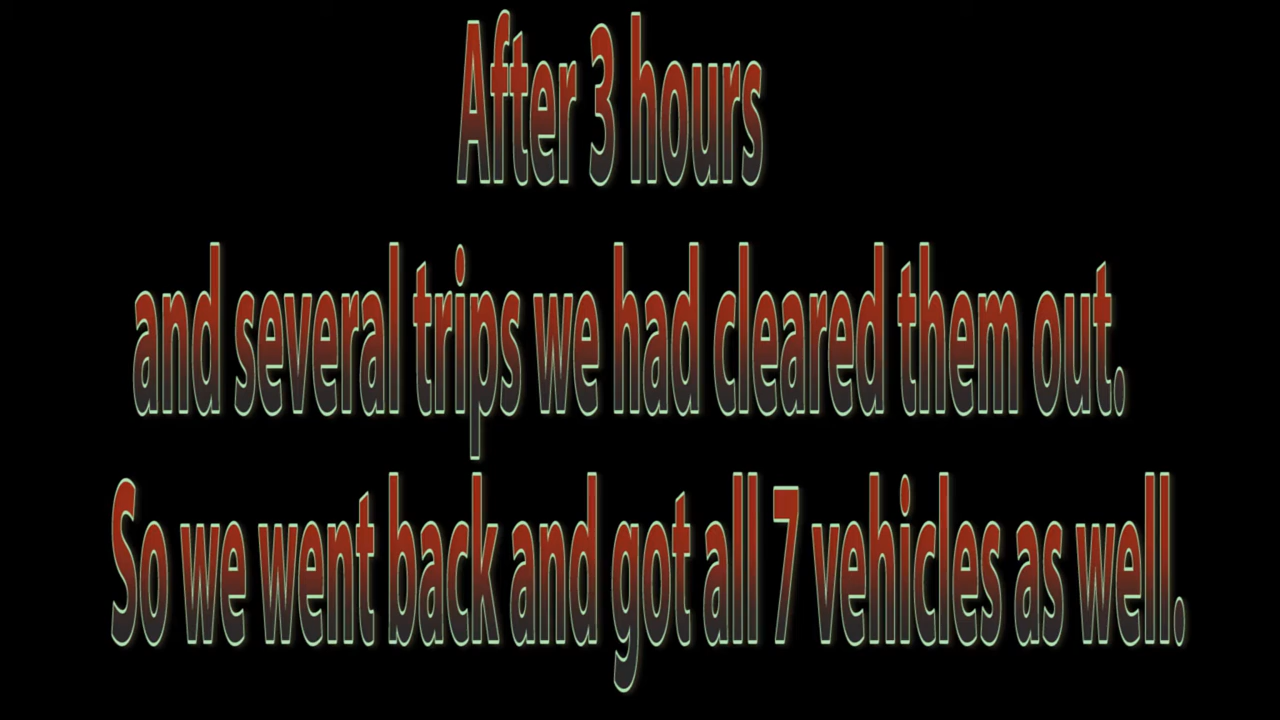 After 3 hours
and several trips we had cleared them out.
So we went back and got all 7 vehicles as well.